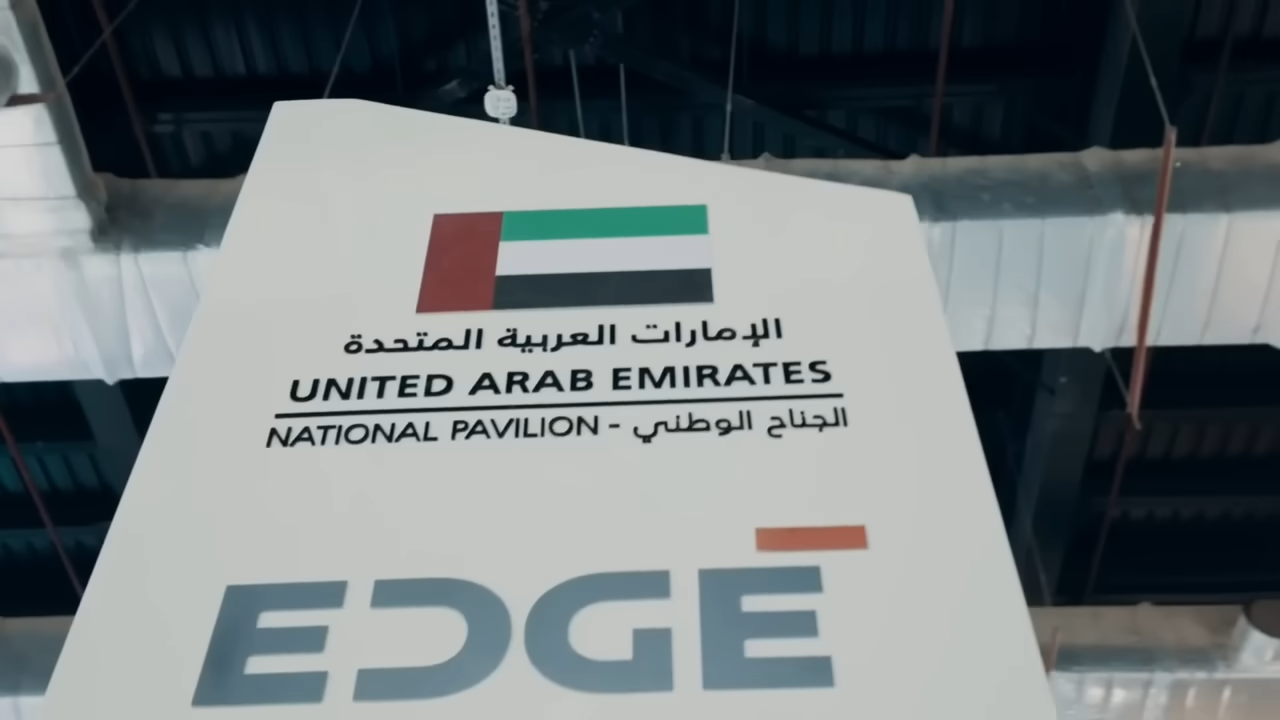 الإمارات العربية المتحدة
UNITED ARAB EMIRATES
NATIONAL PAVILION - الجناح الوطني
EDGE